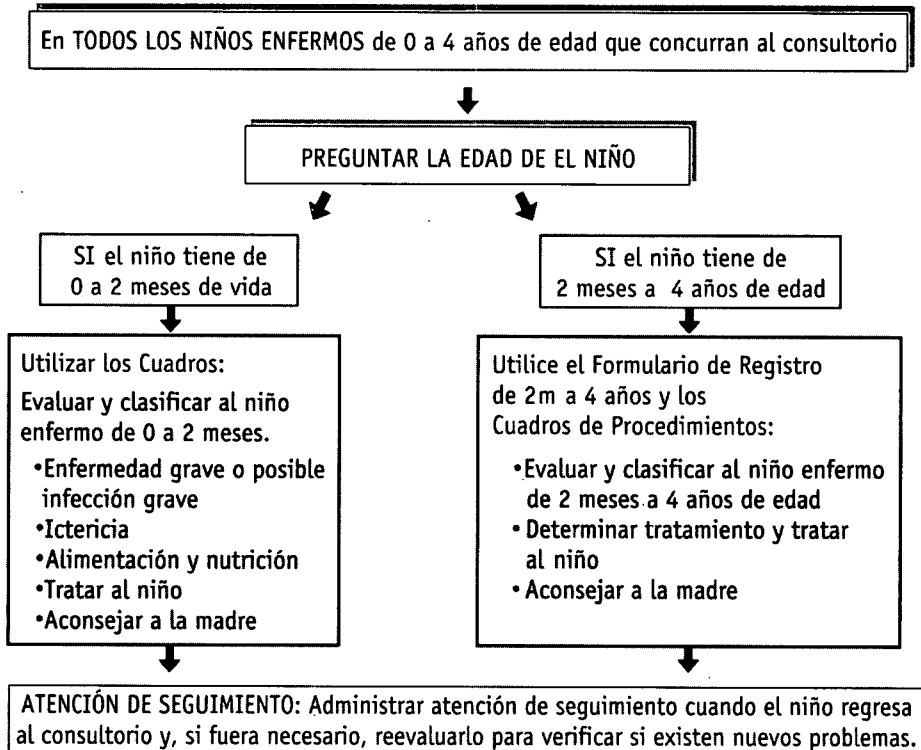 En TODOS LOS NIÑOS ENFERMOS de 0 a 4 años de edad que concurran al consultorio
PREGUNTAR LA EDAD DE EL NIÑO
SI el niño tiene de
0 a 2 meses de vida
Utilizar los Cuadros:
Evaluar y clasificar al niño
enfermo de 0 a 2 meses.
•Enfermedad grave o posible
infección grave
•Ictericia
•Alimentación y nutrición
•Tratar al niño
•Aconsejar a la madre
SI el niño tiene de
2 meses a 4 años de edad
Utilice el Formulario de Registro
de 2m a 4 años y los
Cuadros de Procedimientos:
•Evaluar y clasificar al niño enfermo
de 2 meses a 4 años de edad
• Determinar tratamiento y tratar
al niño
• Aconsejar a la madre
ATENCIÓN DE SEGUIMIENTO: Administrar atención de seguimiento cuando el niño regresa
al consultorio y, si fuera necesario, reevaluarlo para verificar si existen nuevos problemas.